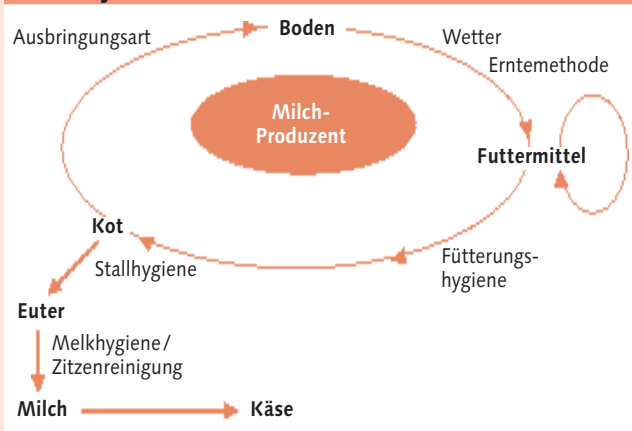 Ausbringungsart
Boden
Wetter
Erntemethode
Milch-
Produzent
Futtermittel
Kot
Stallhygiene
Fütterungs-
hygiene
Euter
Melkhygiene/
Zitzenreinigung
Milch
Käse